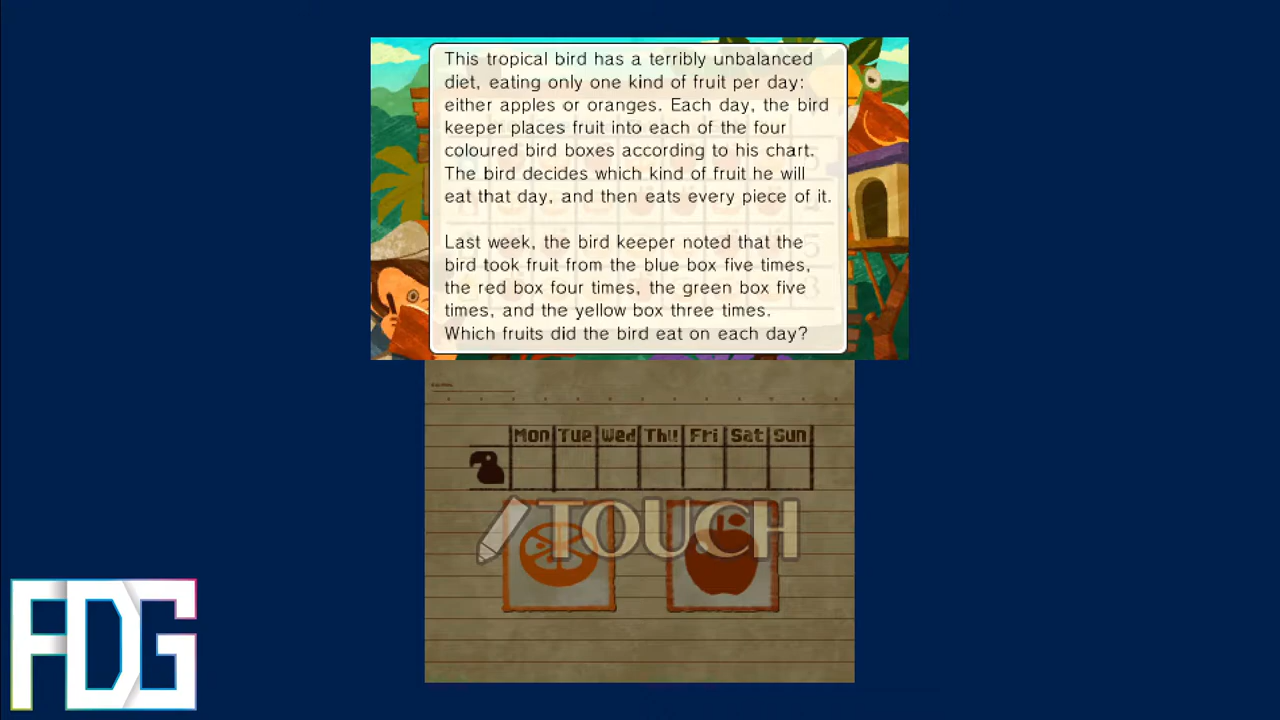 This tropical bird has a terribly unbalanced
diet, eating only one kind of fruit per day:
either apples or oranges. Each day, the bird
keeper places fruit into each of the four
coloured bird boxes according to his chart.
The bird decides which kind of fruit he will
eat that day, and then eats every piece of it.
Last week, the bird keeper noted that the
bird took fruit from the blue box five times,
the red box four times, the green box five
times, and the yellow box three times.
Which fruits did the bird eat on each day?
Mon Tue Wed Thu Fri Sat Sun
TOUCH
FDG